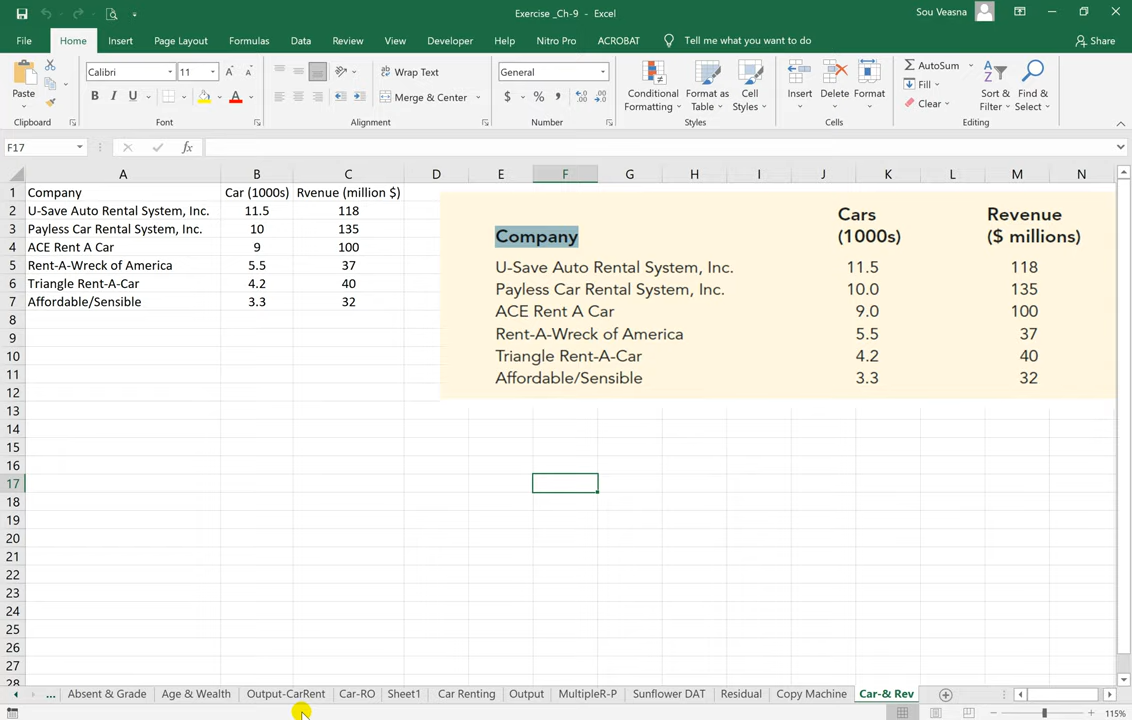 Exercise _Ch-9 - Excel
Sou Veasna
File Home Insert Page Layout Formulas Data Review View Developer Help Nitro Pro ACROBAT Tell me what you want to do Share
Paste
Clipboard
Calibri 11 A A
B I U A
Font
Wrap Text
Merge & Center
Alignment
General
$ % ,
Number
Conditional Formatting
Format as Table
Cell Styles
Styles
Insert Delete Format
Cells
AutoSum
Fill
Clear
Sort & Filter
Find & Select
Editing
F17 fx
A B C D E F G H I J K L M N
1 Company Car (1000s) Rvenue (million $)
2 U-Save Auto Rental System, Inc. 11.5 118
3 Payless Car Rental System, Inc. 10 135
4 ACE Rent A Car 9 100
5 Rent-A-Wreck of America 5.5 37
6 Triangle Rent-A-Car 4.2 40
7 Affordable/Sensible 3.3 32
8
9
10
11
12
13
14
15
16
17
18
19
20
21
22
23
24
25
26
27
28
Cars Revenue
Company (1000s) ($ millions)
U-Save Auto Rental System, Inc. 11.5 118
Payless Car Rental System, Inc. 10.0 135
ACE Rent A Car 9.0 100
Rent-A-Wreck of America 5.5 37
Triangle Rent-A-Car 4.2 40
Affordable/Sensible 3.3 32
... Absent & Grade Age & Wealth Output-CarRent Car-RO Sheet1 Car Renting Output MultipleR-P Sunflower DAT Residual Copy Machine Car-& Rev
115%